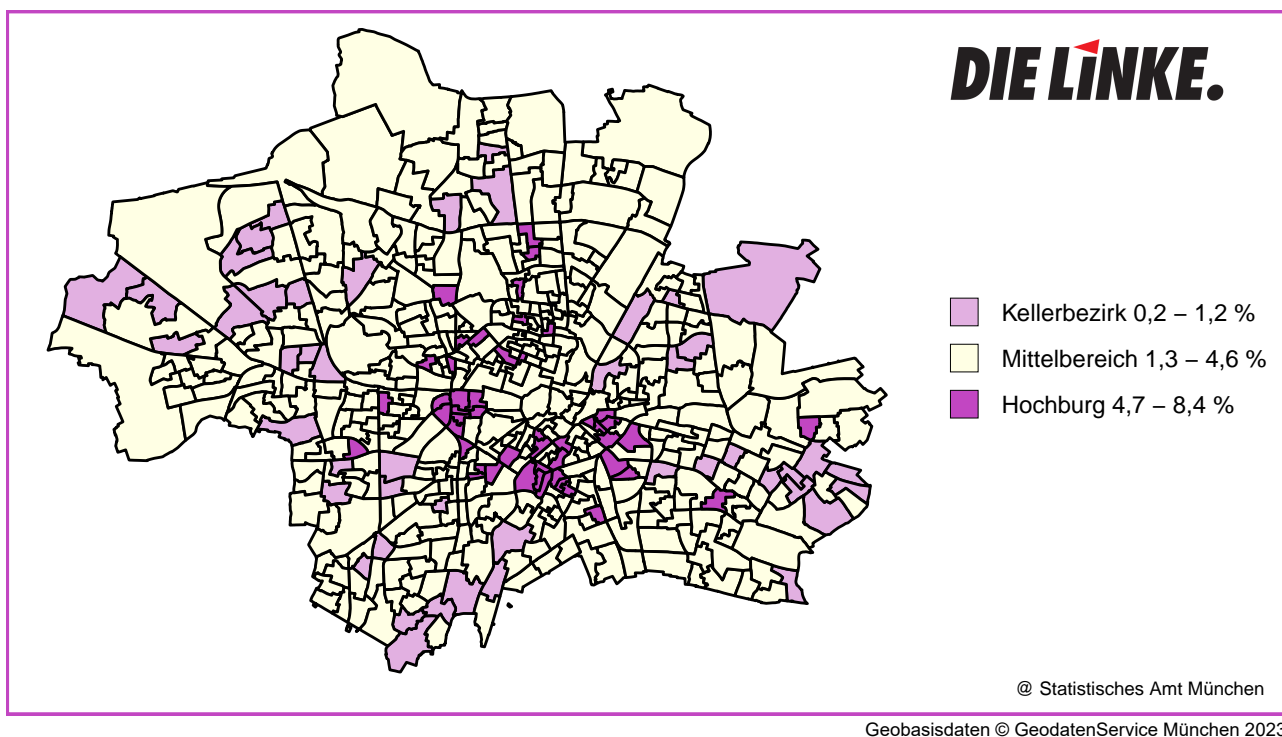 DIE LiNKE.
Kellerbezirk 0,2 – 1,2 %
Mittelbereich 1,3 – 4,6 %
Hochburg 4,7 – 8,4 %
@ Statistisches Amt München
Geobasisdaten © GeodatenService München 2023